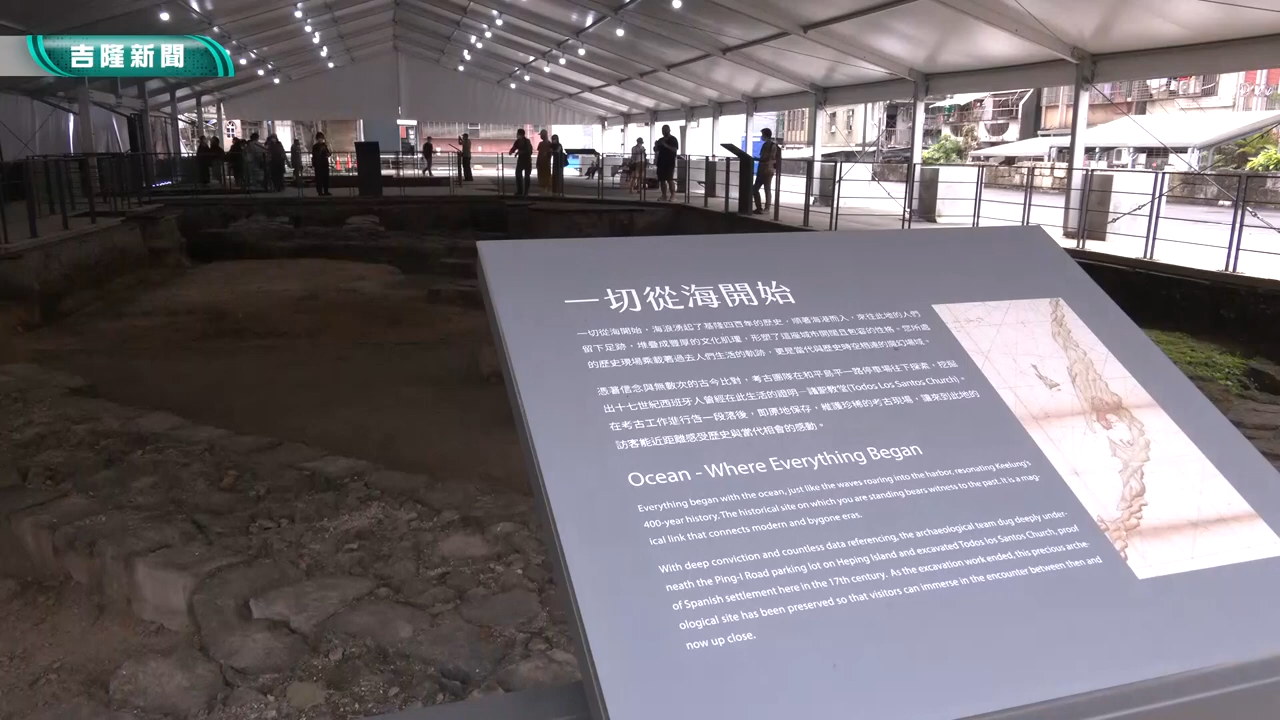 吉隆新聞
一切從海開始
一切從海開始,海浪湧起了基隆四百年的歷史,順著海港而入,來往此地的人們
留下足跡,堆疊成豐厚的文化肌理,形塑了這座城市開闊且包容的性格。您所處
的歷史現場乘載著過去人們生活的軌跡,更是當代與歷史時空相連的魔幻場域。
憑著信念與無數次的古今比對,考古團隊在和平島平一路停車場往下探索,挖掘
出十七世紀西班牙人曾經在此生活的證明—諸聖教堂(Todos Los Santos Church)。
在考古工作進行告一段落後,即原地保存,維護珍稀的考古現場,讓來到此地的
訪客能近距離感受歷史與當代相會的感動。
Ocean - Where Everything Began
Everything began with the ocean, just like the waves roaring into the harbor, resonating Keelung's
400-year history. The historical site on which you are standing bears witness to the past. It is a mag-
ical link that connects modern and bygone eras.
With deep conviction and countless data referencing, the archaeological team dug deeply under-
neath the Ping-I Road parking lot on Heping Island and excavated Todos los Santos Church, proof
of Spanish settlement here in the 17th century. As the excavation work ended, this precious arche-
ological site has been preserved so that visitors can immerse in the encounter between then and
now up close.